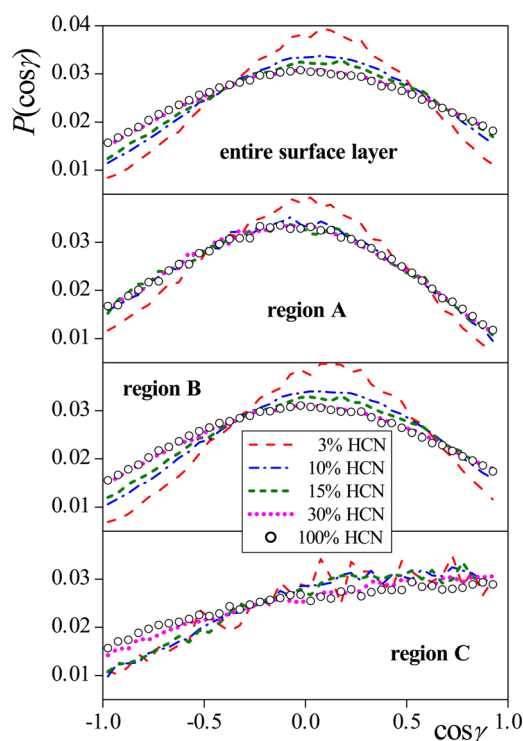 P(cosγ)
0.04
0.03
0.02
0.01
entire surface layer
0.03
0.02
0.01
region A
region B
0.03
0.02
0.01
3% HCN
10% HCN
15% HCN
30% HCN
100% HCN
0.03
0.02
0.01
region C
-1.0 -0.5 0.0 0.5 1.0
cosγ